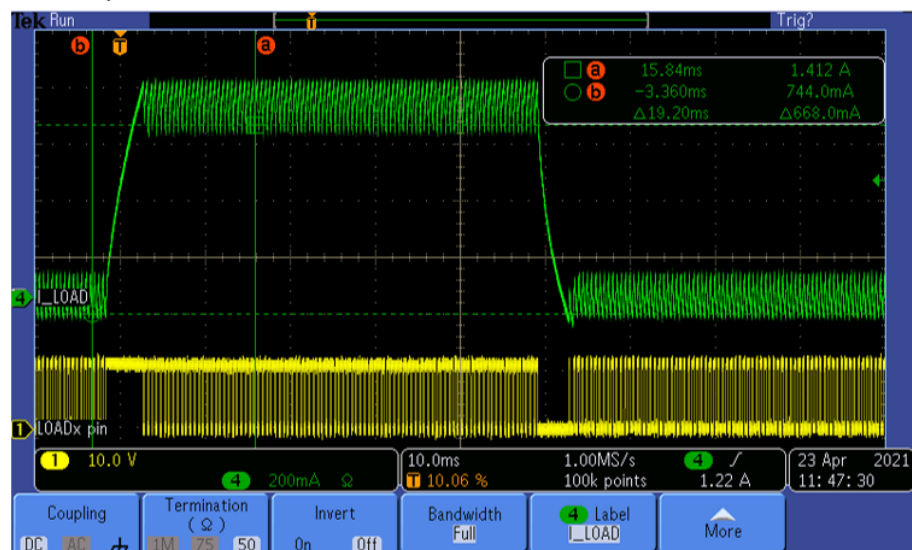 Tek Run Trig?
b T a
a 15.84ms 1.412 A
b −3.360ms 744.0mA
Δ19.20ms Δ668.0mA
4 I_LOAD
1 LOADx pin
1 10.0 V
4 200mA Ω
10.0ms 1.00MS/s 4 /
T 10.06 % 100k points 1.22 A
23 Apr 2021
11:47:30
Coupling
DC AC
Termination
(Ω)
1M 75 50
Invert
On Off
Bandwidth
Full
4 Label
I_LOAD
More